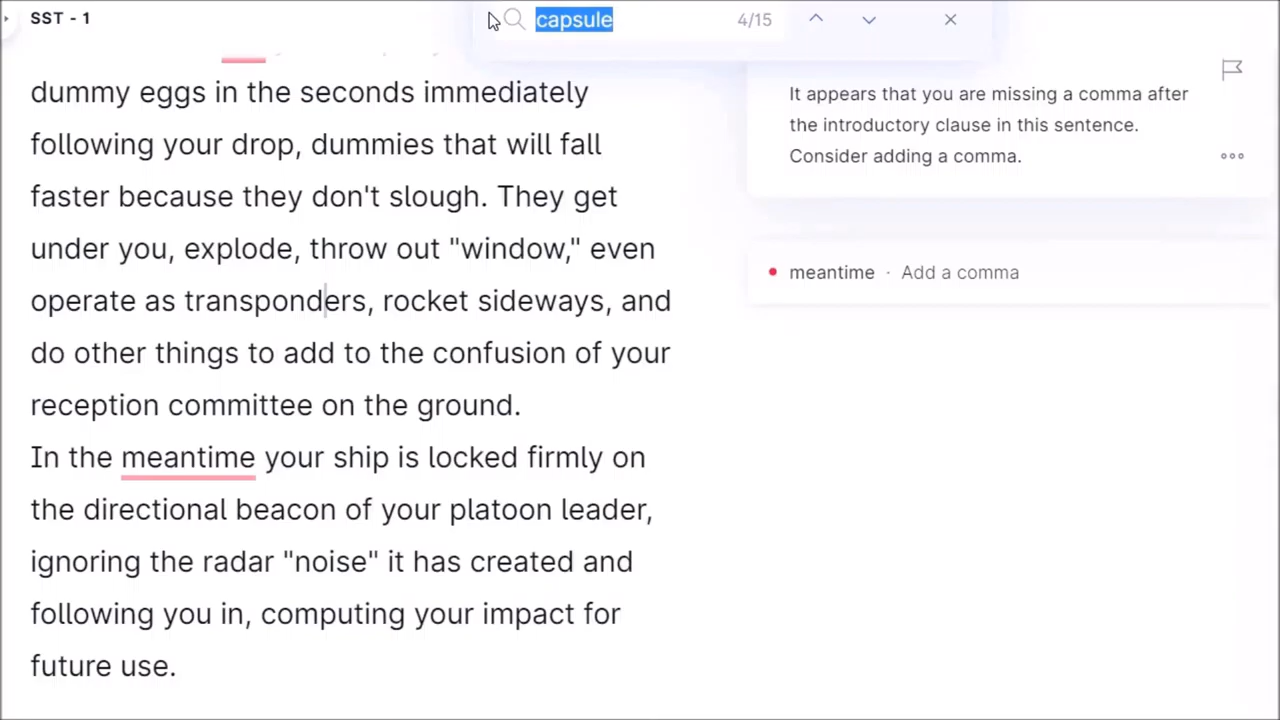 SST - 1
capsule
4/15
dummy eggs in the seconds immediately
following your drop, dummies that will fall
faster because they don't slough. They get
under you, explode, throw out "window," even
operate as transponders, rocket sideways, and
do other things to add to the confusion of your
reception committee on the ground.
In the meantime your ship is locked firmly on
the directional beacon of your platoon leader,
ignoring the radar "noise" it has created and
following you in, computing your impact for
future use.
It appears that you are missing a comma after
the introductory clause in this sentence.
Consider adding a comma.
meantime · Add a comma